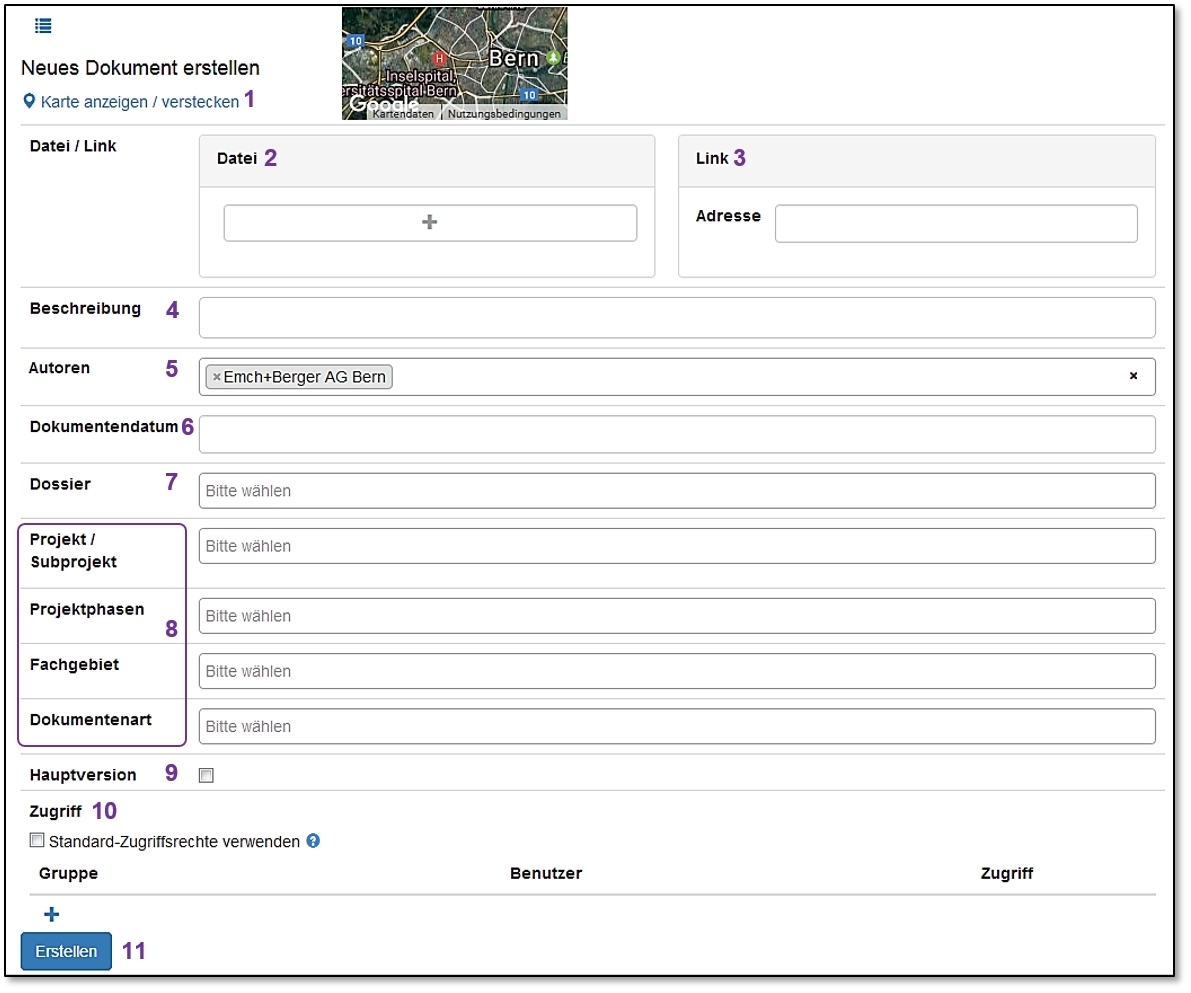 Neues Dokument erstellen
Karte anzeigen / verstecken 1
10
H
Bern
Inselspital,
ersitätsspital Bern
10
Google
Kartendaten
Nutzungsbedingungen
Datei / Link
Datei 2
Link 3
Adresse
Beschreibung 4
Autoren 5
× Emch+Berger AG Bern ×
Dokumentendatum 6
Dossier 7
Bitte wählen
Projekt /
Subprojekt
Bitte wählen
Projektphasen
Bitte wählen
8
Fachgebiet
Bitte wählen
Dokumentenart
Bitte wählen
Hauptversion 9
Zugriff 10
Standard-Zugriffsrechte verwenden ?
Gruppe Benutzer Zugriff
Erstellen 11